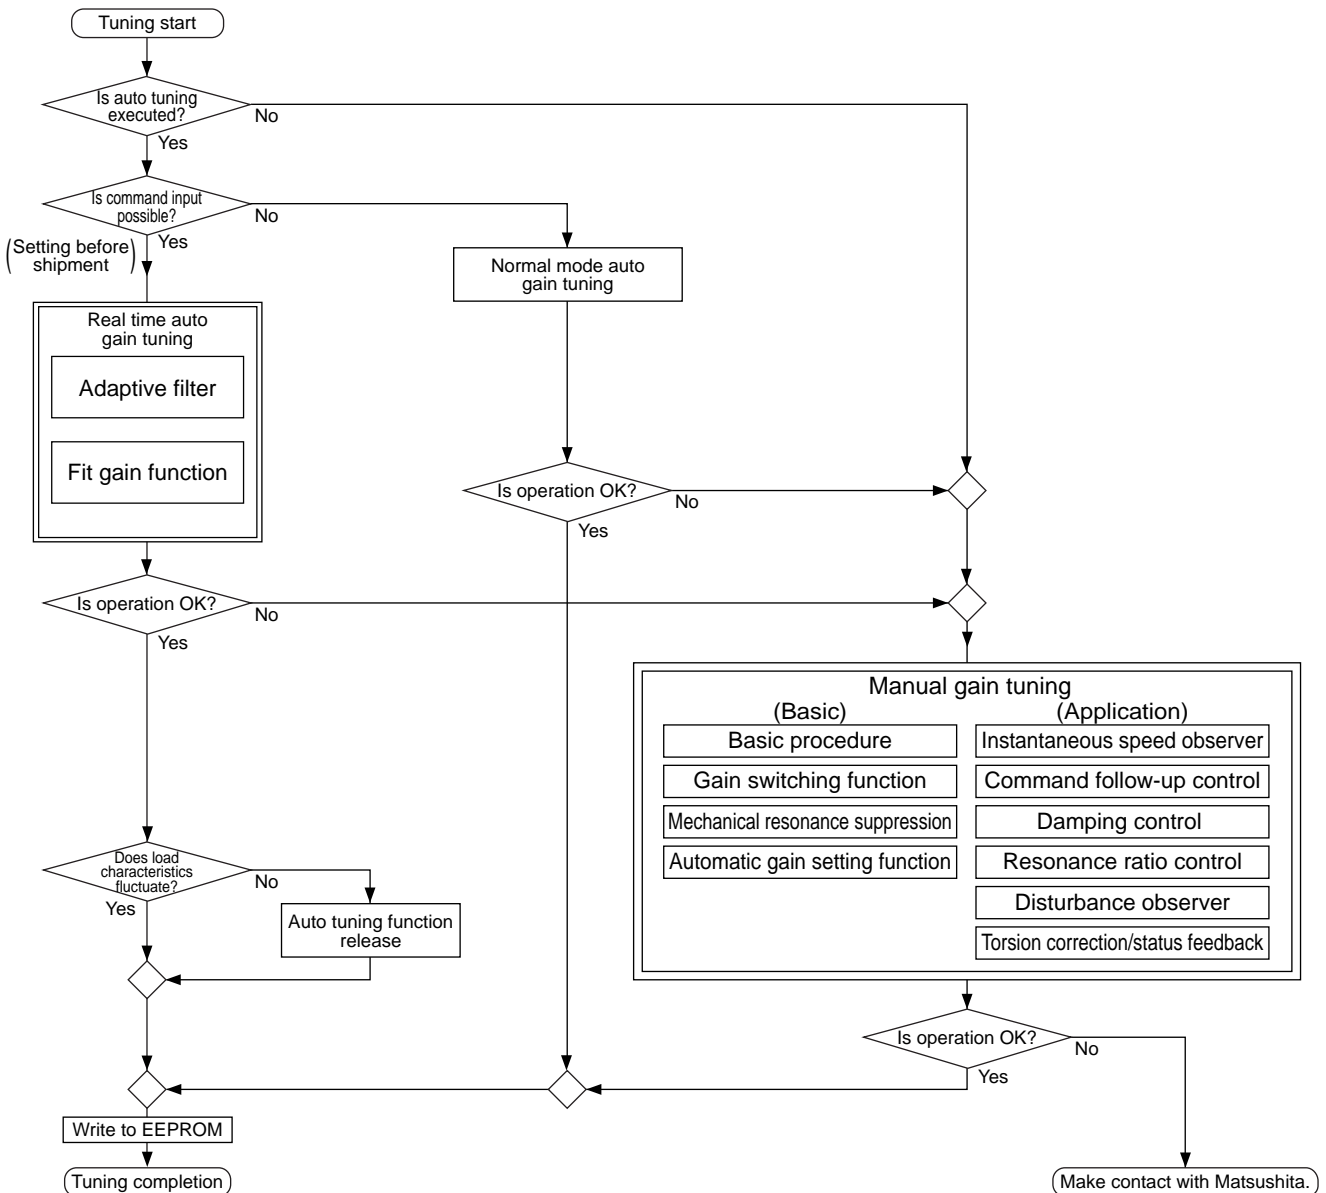 Tuning start
Is auto tuning
executed?
No
Yes
Is command input
possible?
No
Yes
(Setting before
shipment)
Normal mode auto
gain tuning
Real time auto
gain tuning
Adaptive filter
Fit gain function
Is operation OK?
No
Yes
Is operation OK?
No
Yes
Manual gain tuning
(Basic)
(Application)
Basic procedure
Instantaneous speed observer
Gain switching function
Command follow-up control
Mechanical resonance suppression
Damping control
Automatic gain setting function
Resonance ratio control
Disturbance observer
Torsion correction/status feedback
Does load
characteristics
fluctuate?
No
Yes
Auto tuning function
release
Is operation OK?
No
Yes
Write to EEPROM
Tuning completion
Make contact with Matsushita.